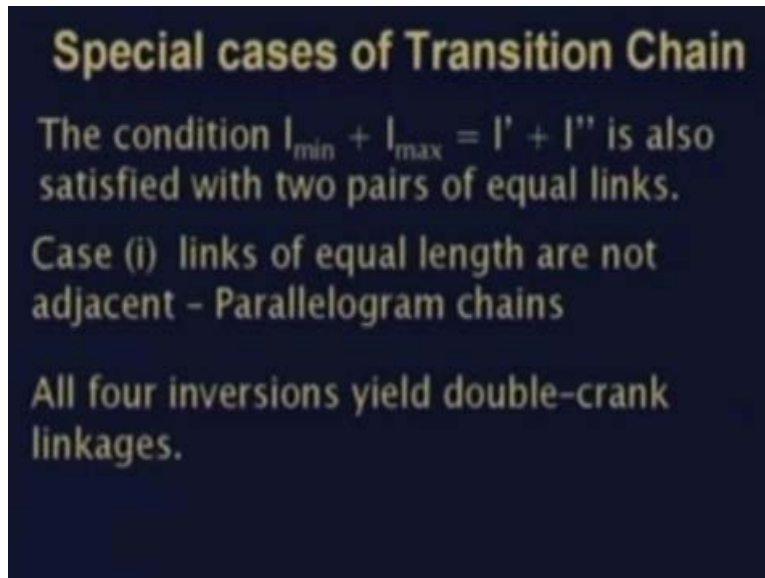 Special cases of Transition Chain
The condition lmin + lmax = l' + l'' is also
satisfied with two pairs of equal links.
Case (i) links of equal length are not
adjacent – Parallelogram chains
All four inversions yield double-crank
linkages.